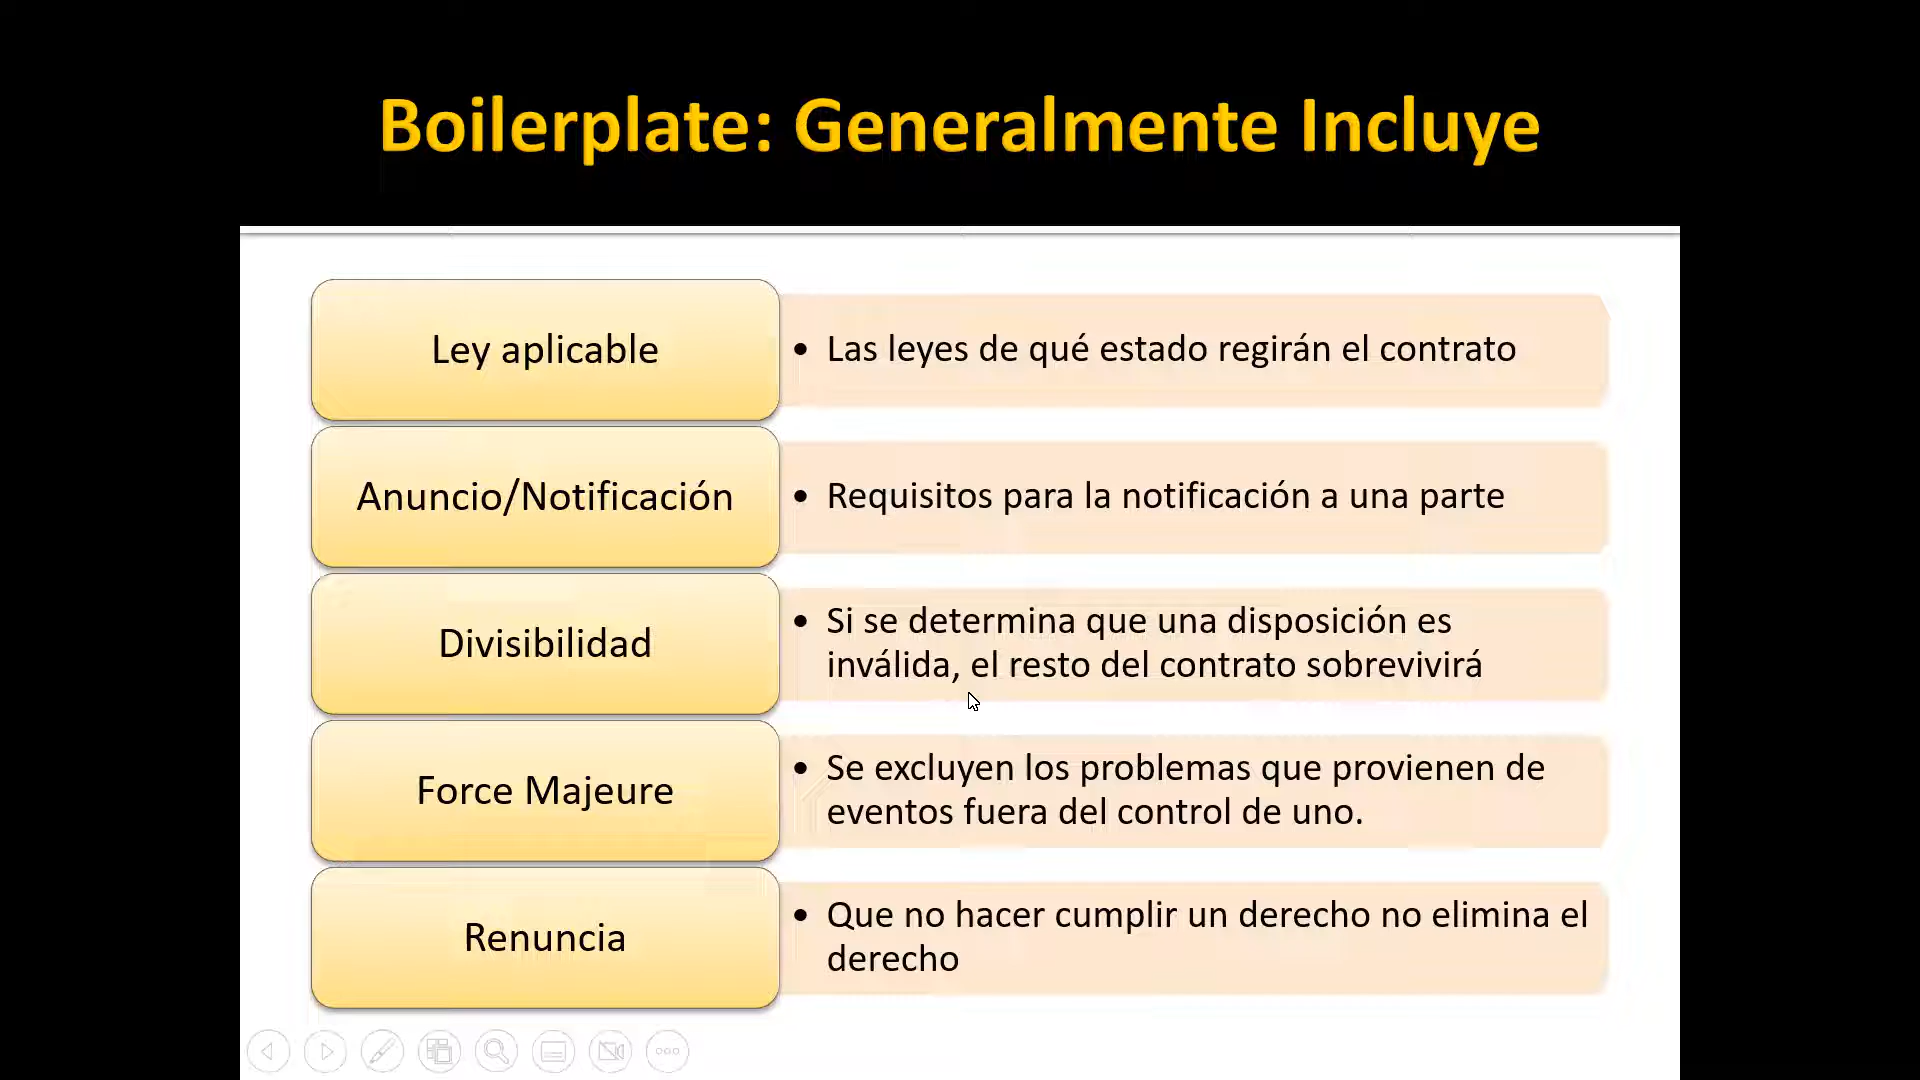 Boilerplate: Generalmente Incluye
Ley aplicable
• Las leyes de qué estado regirán el contrato
Anuncio/Notificación
• Requisitos para la notificación a una parte
Divisibilidad
• Si se determina que una disposición es
inválida, el resto del contrato sobrevivirá
Force Majeure
• Se excluyen los problemas que provienen de
eventos fuera del control de uno.
Renuncia
• Que no hacer cumplir un derecho no elimina el
derecho